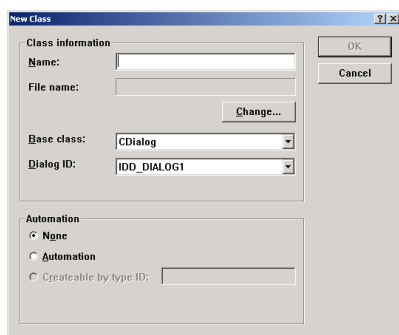 New Class
Class information
Name:
File name:
Change...
Base class:
CDialog
Dialog ID:
IDD_DIALOG1
OK
Cancel
Automation
None
Automation
Createable by type ID: